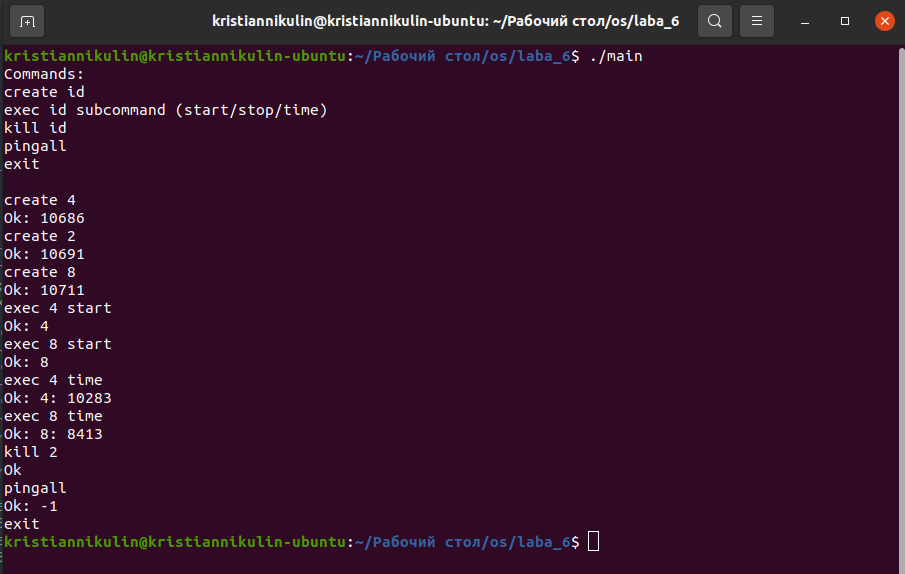 kristiannikulin@kristiannikulin-ubuntu: ~/Рабочий стол/os/laba_6
kristiannikulin@kristiannikulin-ubuntu:~/Рабочий стол/os/laba_6$ ./main
Commands:
create id
exec id subcommand (start/stop/time)
kill id
pingall
exit

create 4
Ok: 10686
create 2
Ok: 10691
create 8
Ok: 10711
exec 4 start
Ok: 4
exec 8 start
Ok: 8
exec 4 time
Ok: 4: 10283
exec 8 time
Ok: 8: 8413
kill 2
Ok
pingall
Ok: -1
exit
kristiannikulin@kristiannikulin-ubuntu:~/Рабочий стол/os/laba_6$